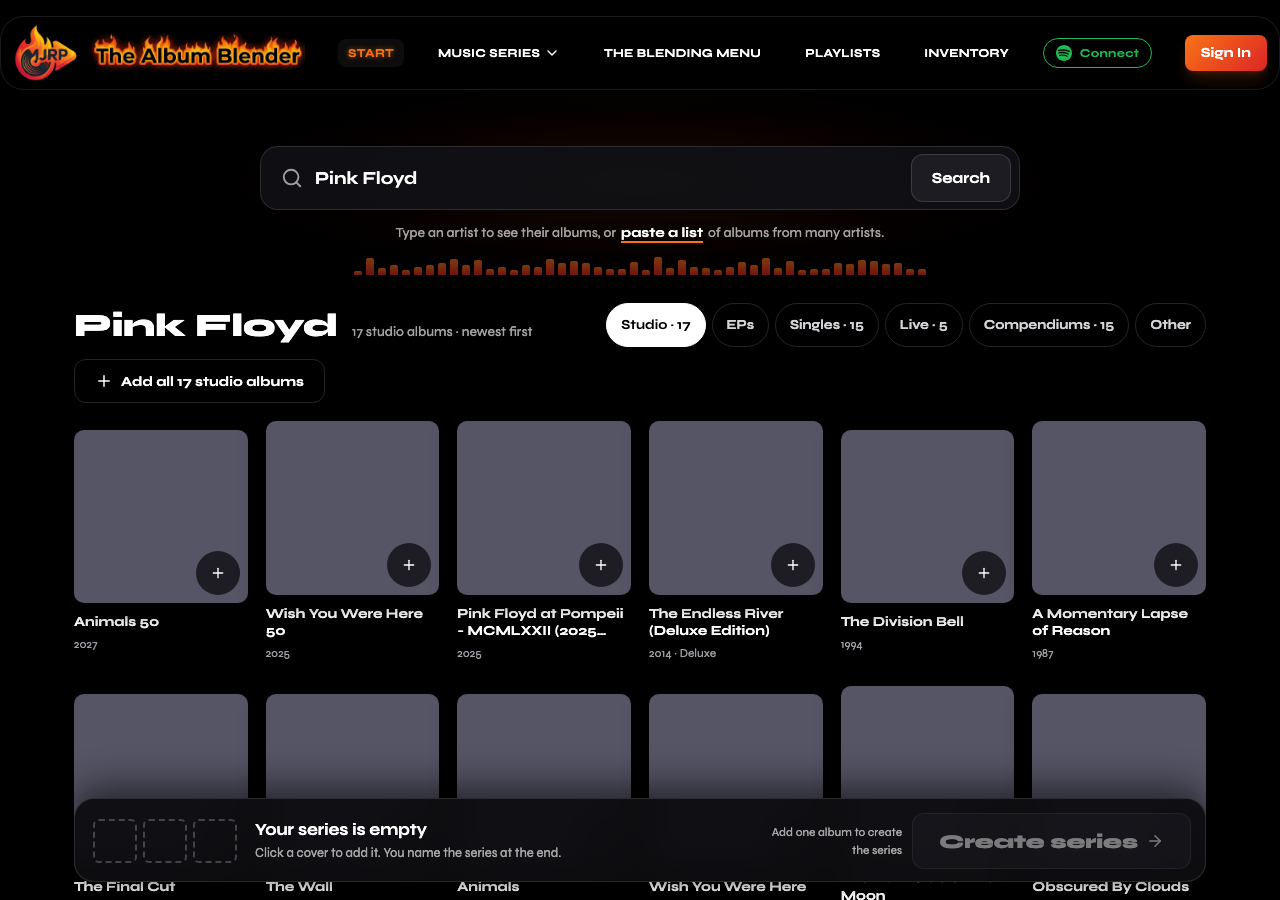 JRP
The Album Blender
START
MUSIC SERIES
THE BLENDING MENU
PLAYLISTS
INVENTORY
Connect
Sign In
Pink Floyd
Search
Type an artist to see their albums, or paste a list of albums from many artists.
Pink Floyd
17 studio albums · newest first
Studio · 17
EPs
Singles · 15
Live · 5
Compendiums · 15
Other
+ Add all 17 studio albums
Animals 50
2027
Wish You Were Here
50
2025
Pink Floyd at Pompeii
- MCMLXXII (2025...
2025
The Endless River
(Deluxe Edition)
2014 · Deluxe
The Division Bell
1994
A Momentary Lapse
of Reason
1987
Your series is empty
Click a cover to add it. You name the series at the end.
Add one album to create
the series
Create series →
The Final Cut
The Wall
Animals
Wish You Were Here
Moon
Obscured By Clouds